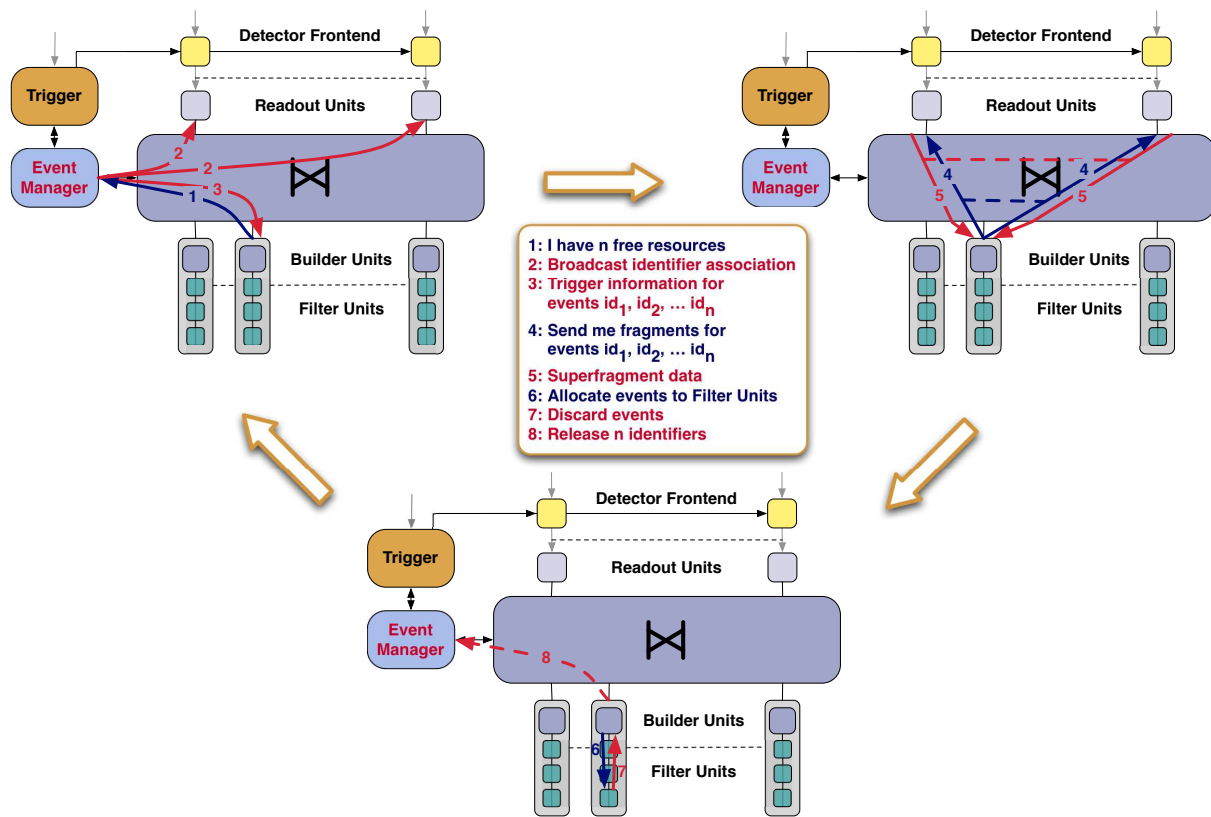 Detector Frontend
Trigger
Readout Units
Event
Manager
2
2
3
1
Builder Units
Filter Units
Detector Frontend
Trigger
Readout Units
Event
Manager
4
4
5
5
Builder Units
Filter Units
1: I have n free resources
2: Broadcast identifier association
3: Trigger information for
events id1, id2, ... idn
4: Send me fragments for
events id1, id2, ... idn
5: Superfragment data
6: Allocate events to Filter Units
7: Discard events
8: Release n identifiers
Detector Frontend
Trigger
Readout Units
Event
Manager
8
Builder Units
6
7
Filter Units